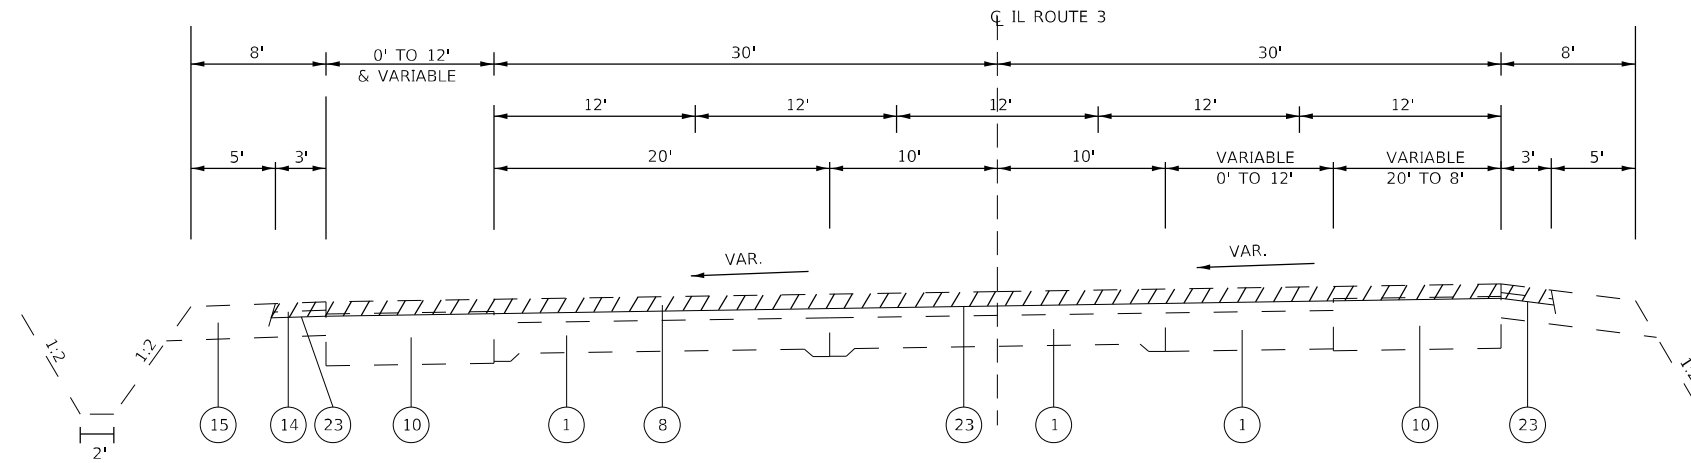 ℄ IL ROUTE 3
8' 0' TO 12' 30' 30' 8'
& VARIABLE
12' 12' 12' 12' 12'
5' 3' 20' 10' 10' VARIABLE VARIABLE 3' 5'
0' TO 12' 20' TO 8'
VAR. VAR.
1:2 1:2 1:2
15 14 23 10 1 8 23 1 1 10 23
2'